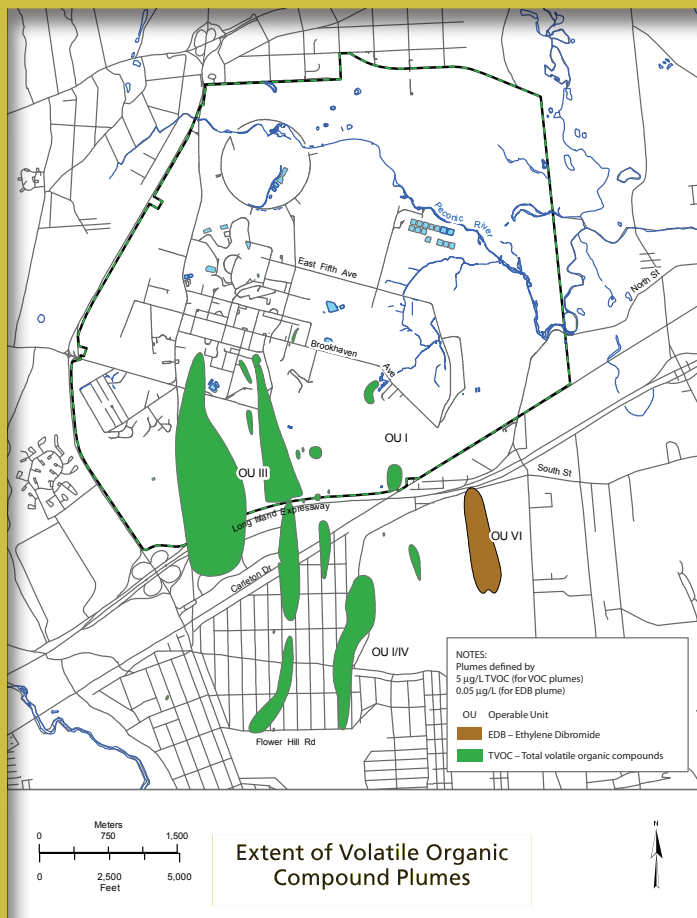 North St
Peconic River
East Fifth Ave
Brookhaven Ave
OU I
OU III
South St
Long Island Expressway
OU VI
Carleton Dr
OU I/IV
Flower Hill Rd
NOTES:
Plumes defined by
5 µg/L TVOC (for VOC plumes)
0.05 µg/L (for EDB plume)
OU Operable Unit
EDB – Ethylene Dibromide
TVOC – Total volatile organic compounds
Meters
0 750 1,500
0 2,500 5,000
Feet
Extent of Volatile Organic
Compound Plumes
N